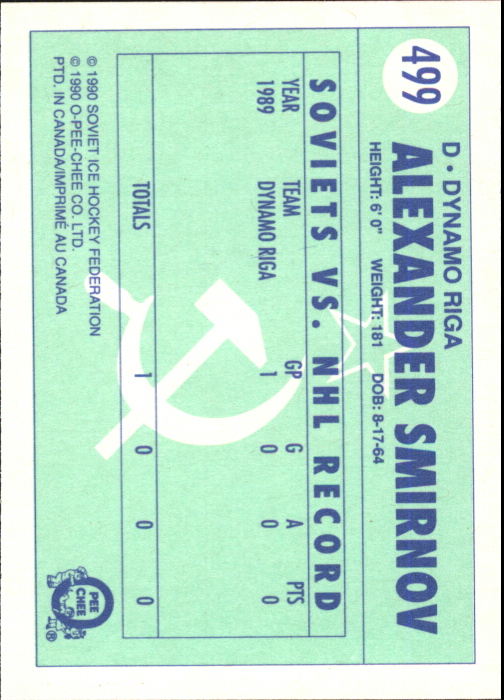 499
D • DYNAMO RIGA
ALEXANDER SMIRNOV
HEIGHT: 6' 0" WEIGHT: 181 DOB: 8-17-64
SOVIETS VS. NHL RECORD
YEAR TEAM GP G A PTS
1989 DYNAMO RIGA 1 0 0 0
TOTALS 1 0 0 0
© 1990 SOVIET ICE HOCKEY FEDERATION
© 1990 O-PEE-CHEE CO. LTD.
PTD. IN CANADA/IMPRIMÉ AU CANADA
O PEE CHEE ®